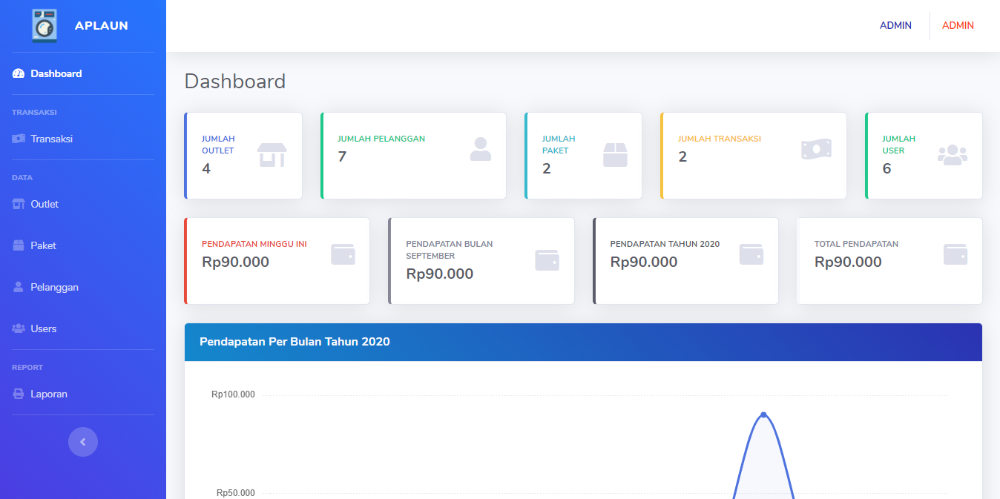 APLAUN
ADMIN
ADMIN
Dashboard
TRANSAKSI
Transaksi
DATA
Outlet
Paket
Pelanggan
Users
REPORT
Laporan
Dashboard
JUMLAH
OUTLET
4
JUMLAH PELANGGAN
7
JUMLAH
PAKET
2
JUMLAH TRANSAKSI
2
JUMLAH
USER
6
PENDAPATAN MINGGU INI
Rp90.000
PENDAPATAN BULAN
SEPTEMBER
Rp90.000
PENDAPATAN TAHUN 2020
Rp90.000
TOTAL PENDAPATAN
Rp90.000
Pendapatan Per Bulan Tahun 2020
Rp100.000
Rp50.000